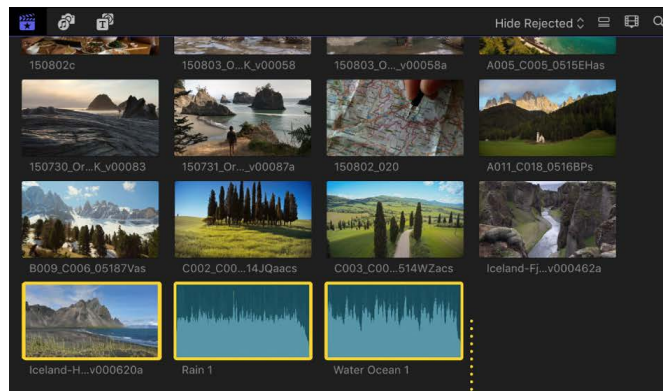 Hide Rejected
150802c
150803_O...K_v00058
150803_O..._v00058a
A005_C005_0515EHas
150730_Or...K_v00083
150731_Or..._v00087a
150802_020
A011_C018_0516BPs
B009_C006_05187Vas
C002_C00...14JQaacs
C003_C00...514WZacs
Iceland-Fj...v000462a
Iceland-H...v000620a
Rain 1
Water Ocean 1